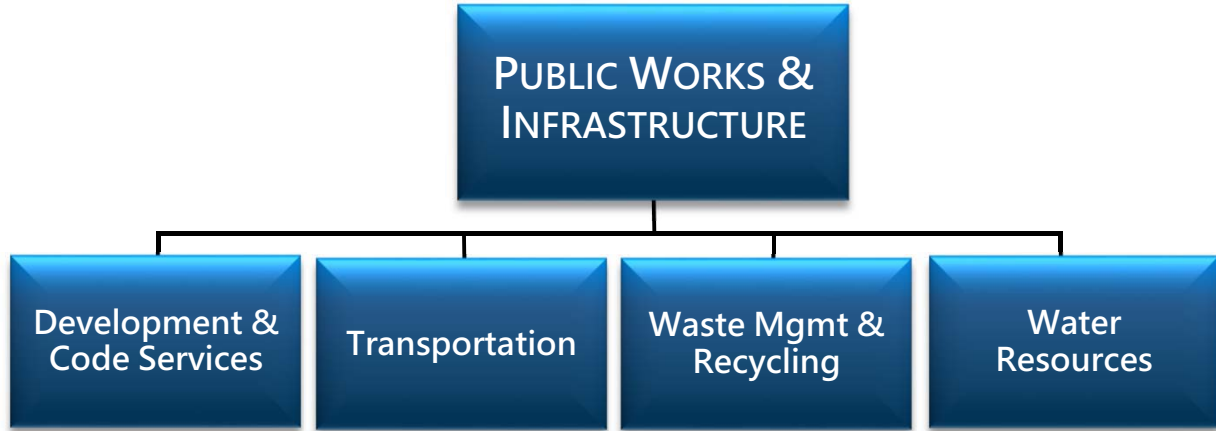 PUBLIC WORKS &
INFRASTRUCTURE
Development &
Code Services
Transportation
Waste Mgmt &
Recycling
Water
Resources